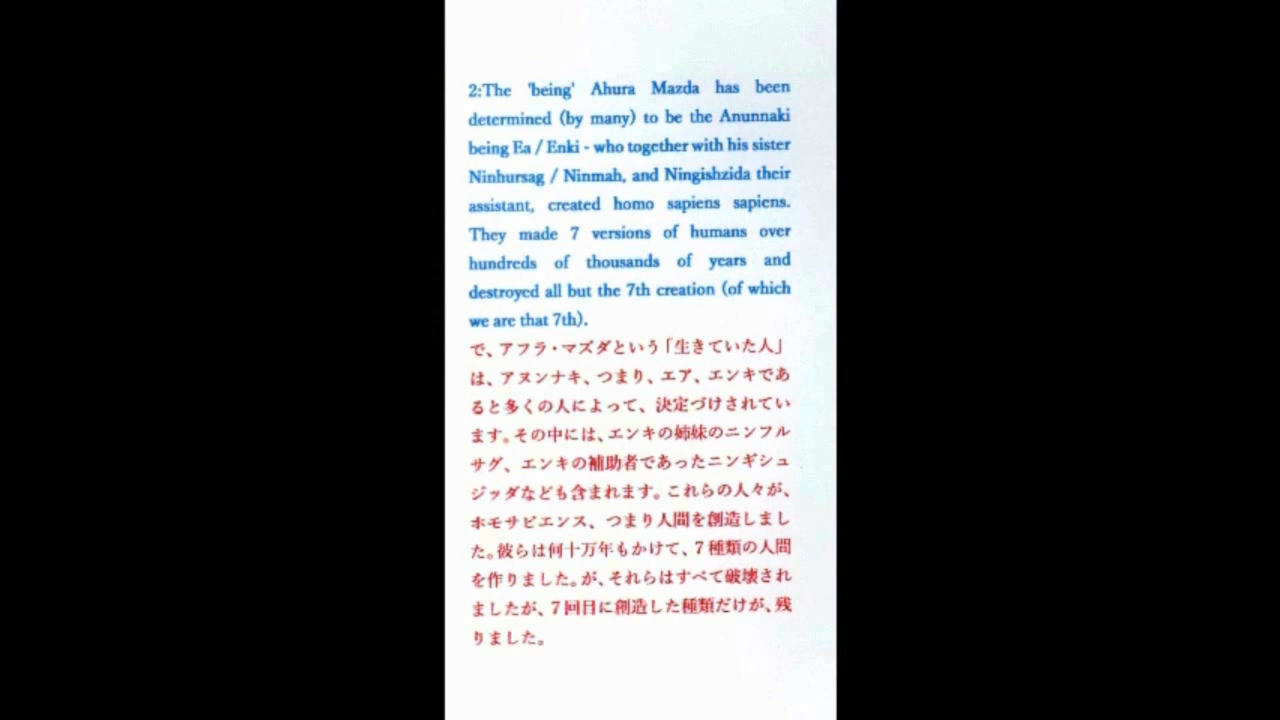 2:The 'being' Ahura Mazda has been
determined (by many) to be the Anunnaki
being Ea / Enki - who together with his sister
Ninhursag / Ninmah, and Ningishzida their
assistant, created homo sapiens sapiens.
They made 7 versions of humans over
hundreds of thousands of years and
destroyed all but the 7th creation (of which
we are that 7th).
で、アフラ・マズダという「生きていた人」
は、アヌンナキ、つまり、エア、エンキであ
ると多くの人によって、決定づけされてい
ます。その中には、エンキの姉妹のニンフル
サグ、エンキの補助者であったニンギシュ
ジッダなども含まれます。これらの人々が、
ホモサピエンス、つまり人間を創造しまし
た。彼らは何十万年もかけて、７種類の人間
を作りました。が、それらはすべて破壊され
ましたが、７回目に創造した種類だけが、残
りました。